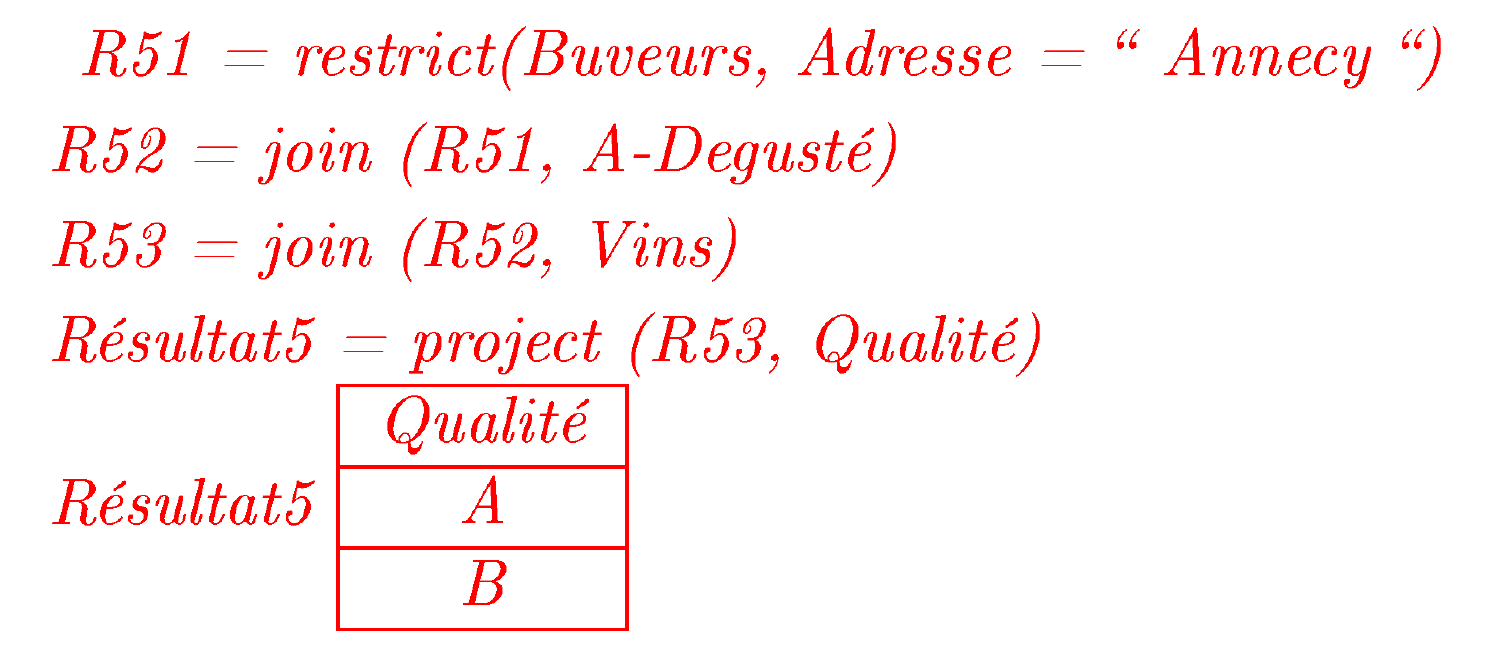 R51 = restrict(Buveurs, Adresse = “ Annecy “)
R52 = join (R51, A-Degusté)
R53 = join (R52, Vins)
Résultat5 = project (R53, Qualité)
Qualité
Résultat5 A
B